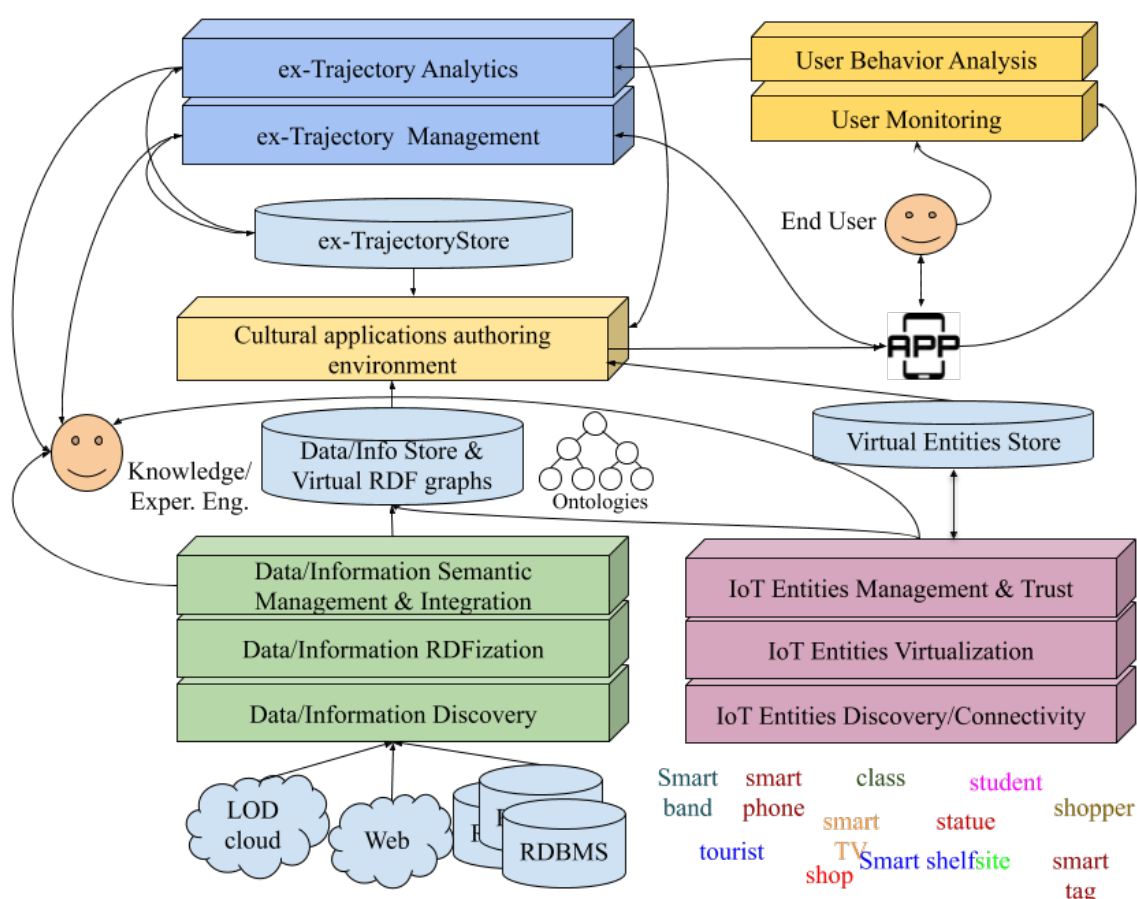 ex-Trajectory Analytics
ex-Trajectory Management
User Behavior Analysis
User Monitoring
End User
ex-TrajectoryStore
Cultural applications authoring
environment
APP
Knowledge/
Exper. Eng.
Data/Info Store &
Virtual RDF graphs
Ontologies
Virtual Entities Store
Data/Information Semantic
Management & Integration
Data/Information RDFization
Data/Information Discovery
IoT Entities Management & Trust
IoT Entities Virtualization
IoT Entities Discovery/Connectivity
LOD
cloud
Web
RDBMS
Smart
band
smart
phone
class
student
shopper
smart
TV
statue
tourist
shop
Smart shelf
site
smart
tag